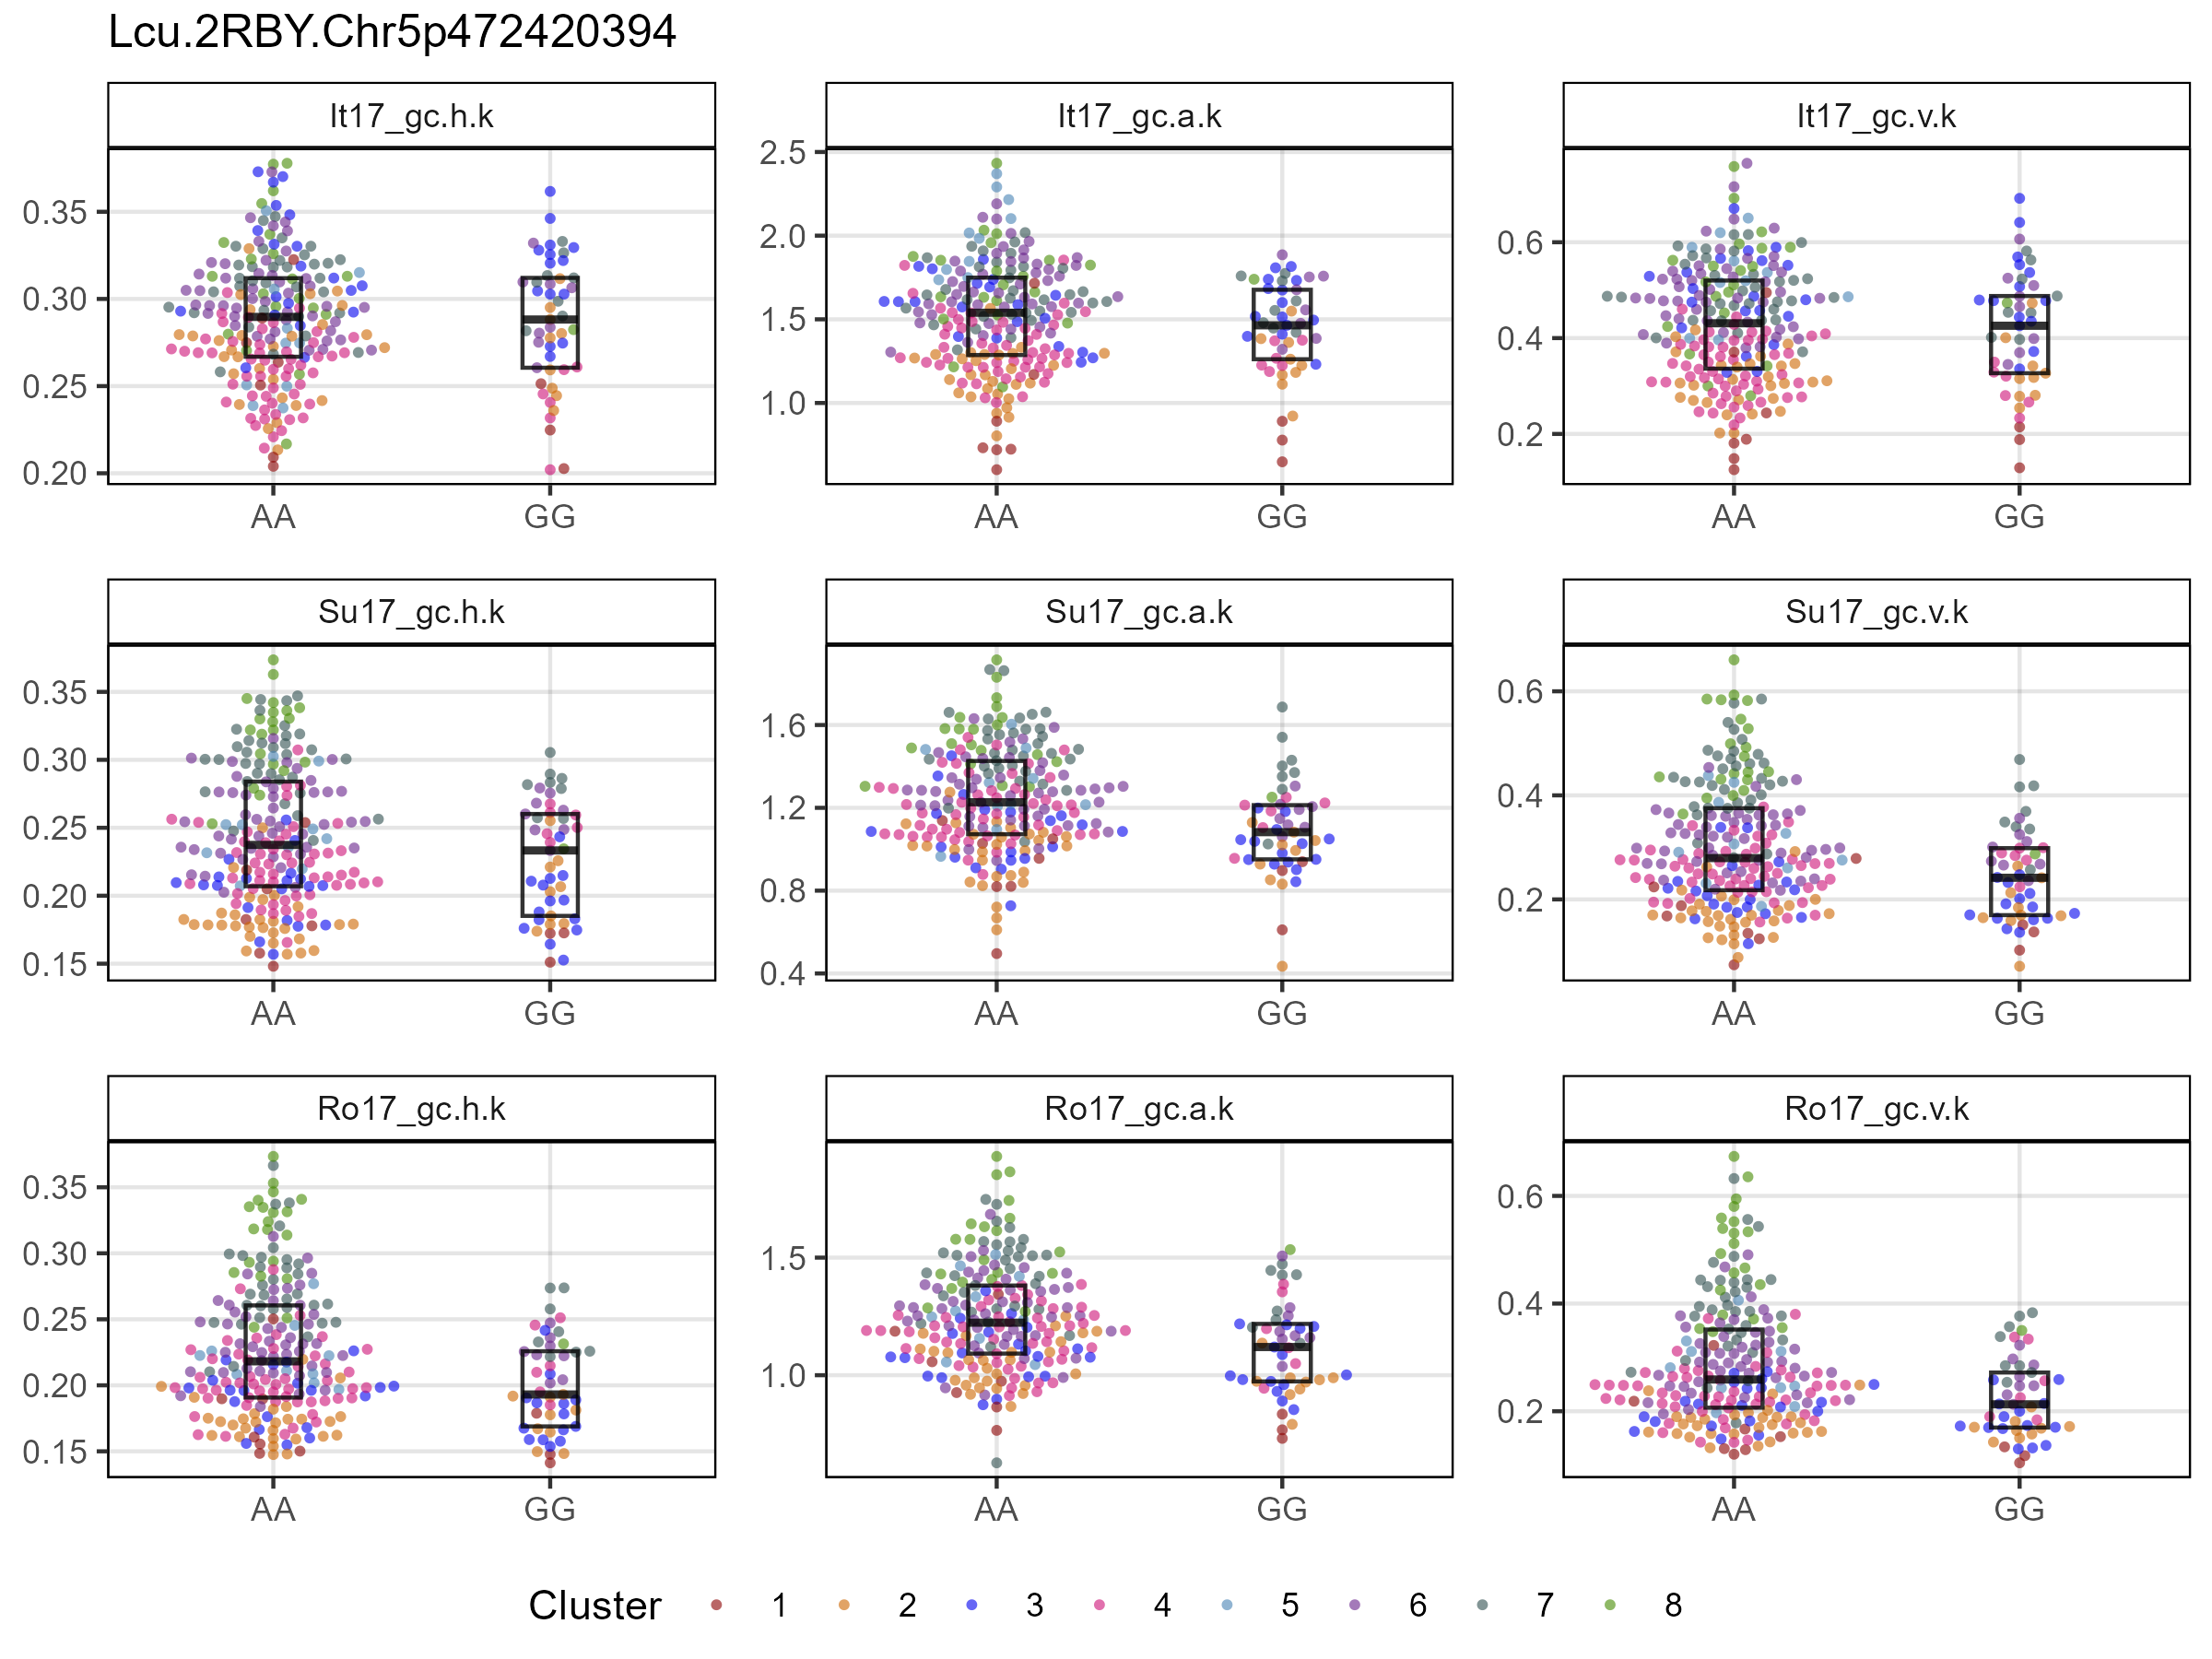 Lcu.2RBY.Chr5p472420394
It17_gc.h.k
It17_gc.a.k
It17_gc.v.k
0.35
0.30
0.25
0.20
AA
GG
2.5
2.0
1.5
1.0
AA
GG
0.6
0.4
0.2
AA
GG
Su17_gc.h.k
Su17_gc.a.k
Su17_gc.v.k
0.35
0.30
0.25
0.20
0.15
AA
GG
1.6
1.2
0.8
0.4
AA
GG
0.6
0.4
0.2
AA
GG
Ro17_gc.h.k
Ro17_gc.a.k
Ro17_gc.v.k
0.35
0.30
0.25
0.20
0.15
AA
GG
1.5
1.0
AA
GG
0.6
0.4
0.2
AA
GG
Cluster 1 2 3 4 5 6 7 8